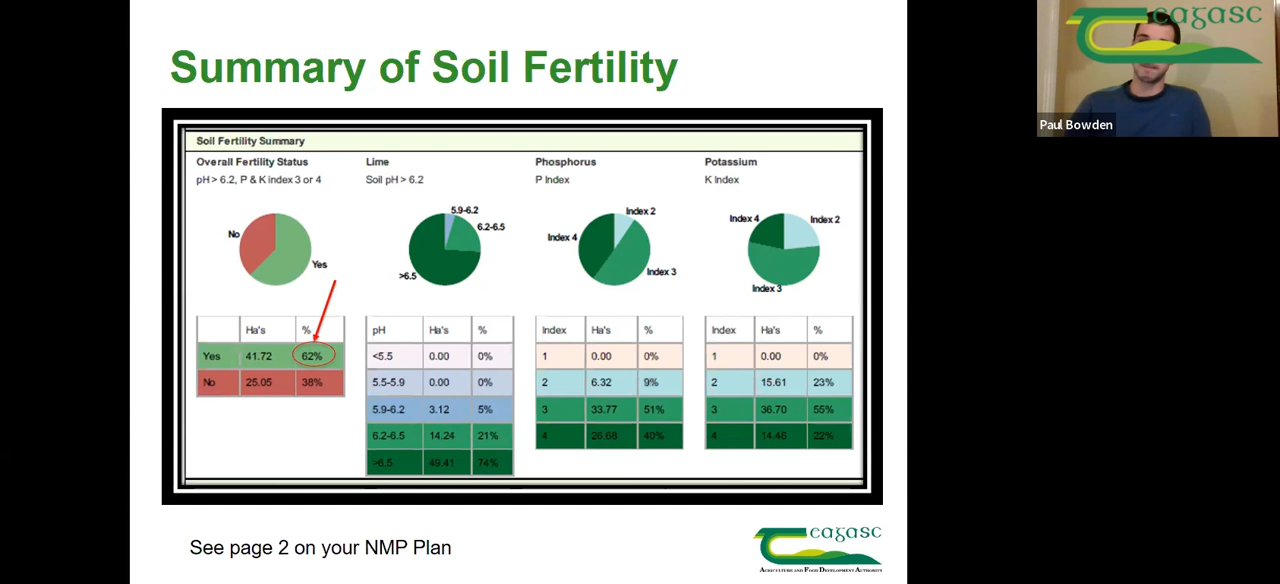 Summary of Soil Fertility
Soil Fertility Summary
Overall Fertility Status
pH > 6.2, P & K index 3 or 4
No
Yes
Ha's %
Yes 41.72 62%
No 25.05 38%
Lime
Soil pH > 6.2
5.9-6.2
6.2-6.5
>6.5
pH Ha's %
<5.5 0.00 0%
5.5-5.9 0.00 0%
5.9-6.2 3.12 5%
6.2-6.5 14.24 21%
>6.5 49.41 74%
Phosphorus
P Index
Index 2
Index 4
Index 3
Index Ha's %
1 0.00 0%
2 6.32 9%
3 33.77 51%
4 26.68 40%
Potassium
K Index
Index 4
Index 2
Index 3
Index Ha's %
1 0.00 0%
2 15.61 23%
3 36.70 55%
4 14.46 22%
See page 2 on your NMP Plan
Teagasc
AGRICULTURE AND FOOD DEVELOPMENT AUTHORITY
Teagasc
Paul Bowden